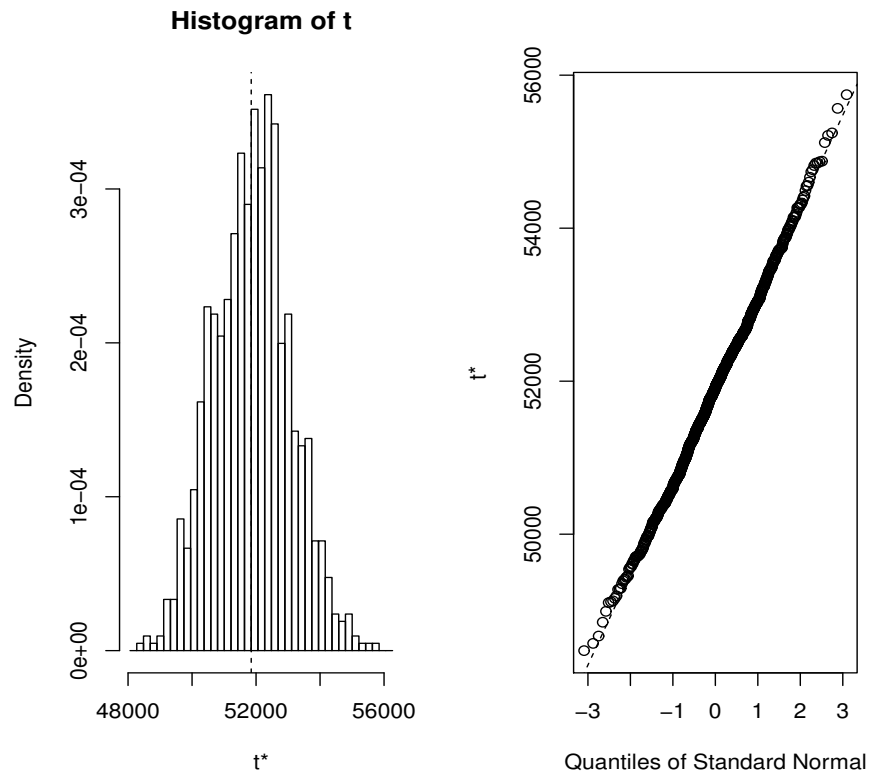 Histogram of t
Density
0e+00
1e−04
2e−04
3e−04
48000
52000
56000
t*
t*
50000
52000
54000
56000
−3
−1
0
1
2
3
Quantiles of Standard Normal